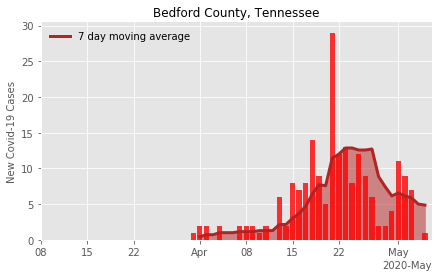 Bedford County, Tennessee
7 day moving average
New Covid-19 Cases
30
25
20
15
10
5
0
08 15 22 Apr 08 15 22 May
2020-May